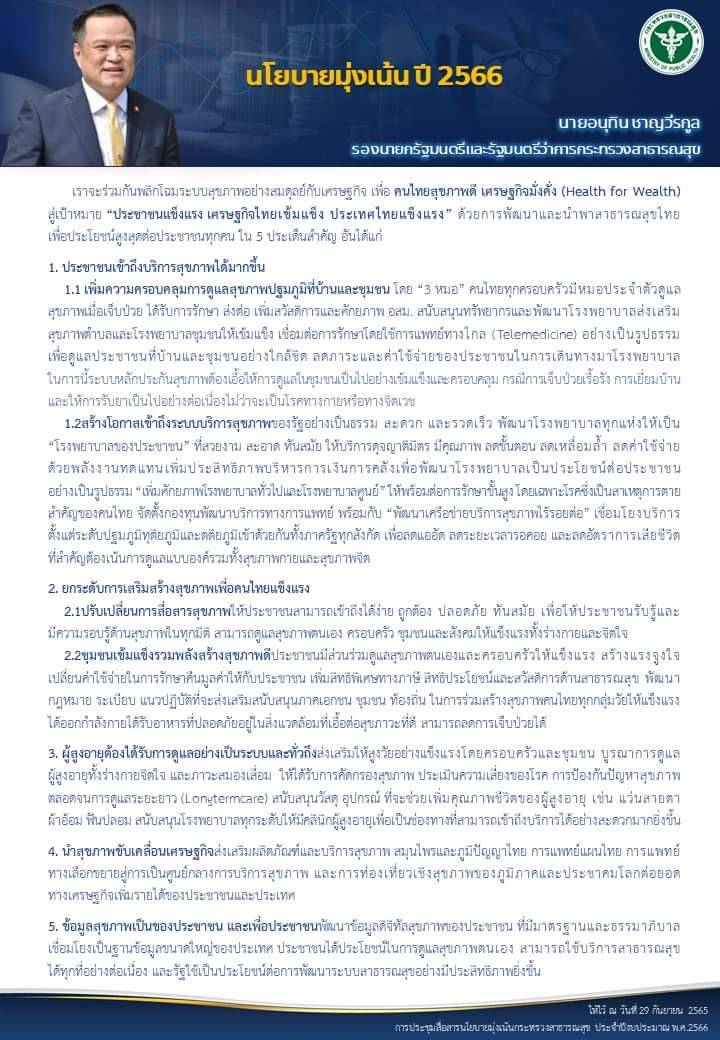 กระทรวงสาธารณสุข
MINISTRY OF PUBLIC HEALTH
นโยบายมุ่งเน้น ปี 2566
นายอนุทิน ชาญวีรกูล
รองนายกรัฐมนตรีและรัฐมนตรีว่าการกระทรวงสาธารณสุข
เราจะร่วมกันพลิกโฉมระบบสุขภาพอย่างสมดุลย์กับเศรษฐกิจ เพื่อ คนไทยสุขภาพดี เศรษฐกิจมั่งคั่ง (Health for Wealth)
สู่เป้าหมาย “ประชาชนแข็งแรง เศรษฐกิจไทยเข้มแข็ง ประเทศไทยแข็งแรง” ด้วยการพัฒนาและนำพาสาธารณสุขไทย
เพื่อประโยชน์สูงสุดต่อประชาชนทุกคน ใน 5 ประเด็นสำคัญ อันได้แก่
1. ประชาชนเข้าถึงบริการสุขภาพได้มากขึ้น
1.1 เพิ่มความครอบคลุมการดูแลสุขภาพปฐมภูมิที่บ้านและชุมชน โดย “3 หมอ” คนไทยทุกครอบครัวมีหมอประจำตัวดูแล
สุขภาพเมื่อเจ็บป่วย ได้รับการรักษา ส่งต่อ เพิ่มสวัสดิการและศักยภาพ อสม. สนับสนุนทรัพยากรและพัฒนาโรงพยาบาลส่งเสริม
สุขภาพตำบลและโรงพยาบาลชุมชนให้เข้มแข็ง เชื่อมต่อการรักษาโดยใช้การแพทย์ทางไกล (Telemedicine) อย่างเป็นรูปธรรม
เพื่อดูแลประชาชนที่บ้านและชุมชนอย่างใกล้ชิด ลดภาระและค่าใช้จ่ายของประชาชนในการเดินทางมาโรงพยาบาล
ในการนี้ระบบหลักประกันสุขภาพต้องเอื้อให้การดูแลในชุมชนเป็นไปอย่างเข้มแข็งและครอบคลุม กรณีการเจ็บป่วยเรื้อรัง การเยี่ยมบ้าน
และให้การรับยาเป็นไปอย่างต่อเนื่องไม่ว่าจะเป็นโรคทางกายหรือทางจิตเวช
1.2สร้างโอกาสเข้าถึงระบบบริการสุขภาพของรัฐอย่างเป็นธรรม สะดวก และรวดเร็ว พัฒนาโรงพยาบาลทุกแห่งให้เป็น
“โรงพยาบาลของประชาชน” ที่สวยงาม สะอาด ทันสมัย ให้บริการดุจญาติมิตร มีคุณภาพ ลดขั้นตอน ลดเหลื่อมล้ำ ลดค่าใช้จ่าย
ด้วยพลังงานทดแทนเพิ่มประสิทธิภาพบริหารการเงินการคลังเพื่อพัฒนาโรงพยาบาลเป็นประโยชน์ต่อประชาชน
อย่างเป็นรูปธรรม “เพิ่มศักยภาพโรงพยาบาลทั่วไปและโรงพยาบาลศูนย์” ให้พร้อมต่อการรักษาขั้นสูง โดยเฉพาะโรคซึ่งเป็นสาเหตุการตาย
สำคัญของคนไทย จัดตั้งกองทุนพัฒนาบริการทางการแพทย์ พร้อมกับ “พัฒนาเครือข่ายบริการสุขภาพไร้รอยต่อ” เชื่อมโยงบริการ
ตั้งแต่ระดับปฐมภูมิทุติยภูมิและตติยภูมิเข้าด้วยกันทั้งภาครัฐทุกสังกัด เพื่อลดแออัด ลดระยะเวลารอคอย และลดอัตราการเสียชีวิต
ที่สำคัญต้องเน้นการดูแลแบบองค์รวมทั้งสุขภาพกายและสุขภาพจิต
2. ยกระดับการเสริมสร้างสุขภาพเพื่อคนไทยแข็งแรง
2.1ปรับเปลี่ยนการสื่อสารสุขภาพให้ประชาชนสามารถเข้าถึงได้ง่าย ถูกต้อง ปลอดภัย ทันสมัย เพื่อให้ประชาชนรับรู้และ
มีความรอบรู้ด้านสุขภาพในทุกมิติ สามารถดูแลสุขภาพตนเอง ครอบครัว ชุมชนและสังคมให้แข็งแรงทั้งร่างกายและจิตใจ
2.2ชุมชนเข้มแข็งรวมพลังสร้างสุขภาพดีประชาชนมีส่วนร่วมดูแลสุขภาพตนเองและครอบครัวให้แข็งแรง สร้างแรงจูงใจ
เปลี่ยนค่าใช้จ่ายในการรักษาคืนมูลค่าให้กับประชาชน เพิ่มสิทธิพิเศษทางภาษี สิทธิประโยชน์และสวัสดิการด้านสาธารณสุข พัฒนา
กฎหมาย ระเบียบ แนวปฏิบัติที่จะส่งเสริมสนับสนุนภาคเอกชน ชุมชน ท้องถิ่น ในการร่วมสร้างสุขภาพคนไทยทุกกลุ่มวัยให้แข็งแรง
ได้ออกกำลังกายได้รับอาหารที่ปลอดภัยอยู่ในสิ่งแวดล้อมที่เอื้อต่อสุขภาวะที่ดี สามารถลดการเจ็บป่วยได้
3. ผู้สูงอายุต้องได้รับการดูแลอย่างเป็นระบบและทั่วถึงส่งเสริมให้สูงวัยอย่างแข็งแรงโดยครอบครัวและชุมชน บูรณาการดูแล
ผู้สูงอายุทั้งร่างกายจิตใจ และภาวะสมองเสื่อม ให้ได้รับการคัดกรองสุขภาพ ประเมินความเสี่ยงของโรค การป้องกันปัญหาสุขภาพ
ตลอดจนการดูแลระยะยาว (Longtermcare) สนับสนุนวัสดุ อุปกรณ์ ที่จะช่วยเพิ่มคุณภาพชีวิตของผู้สูงอายุ เช่น แว่นสายตา
ผ้าอ้อม ฟันปลอม สนับสนุนโรงพยาบาลทุกระดับให้มีคลินิกผู้สูงอายุเพื่อเป็นช่องทางที่สามารถเข้าถึงบริการได้อย่างสะดวกมากยิ่งขึ้น
4. นำสุขภาพขับเคลื่อนเศรษฐกิจส่งเสริมผลิตภัณฑ์และบริการสุขภาพ สมุนไพรและภูมิปัญญาไทย การแพทย์แผนไทย การแพทย์
ทางเลือกขยายสู่การเป็นศูนย์กลางการบริการสุขภาพ และการท่องเที่ยวเชิงสุขภาพของภูมิภาคและประชาคมโลกต่อยอด
ทางเศรษฐกิจเพิ่มรายได้ของประชาชนและประเทศ
5. ข้อมูลสุขภาพเป็นของประชาชน และเพื่อประชาชนพัฒนาข้อมูลดิจิทัลสุขภาพของประชาชน ที่มีมาตรฐานและธรรมาภิบาล
เชื่อมโยงเป็นฐานข้อมูลขนาดใหญ่ของประเทศ ประชาชนได้ประโยชน์ในการดูแลสุขภาพตนเอง สามารถใช้บริการสาธารณสุข
ได้ทุกที่อย่างต่อเนื่อง และรัฐใช้เป็นประโยชน์ต่อการพัฒนาระบบสาธารณสุขอย่างมีประสิทธิภาพยิ่งขึ้น
ให้ไว้ ณ วันที่ 29 กันยายน 2565
การประชุมสื่อสารนโยบายมุ่งเน้นกระทรวงสาธารณสุข ประจำปีงบประมาณ พ.ศ.2566